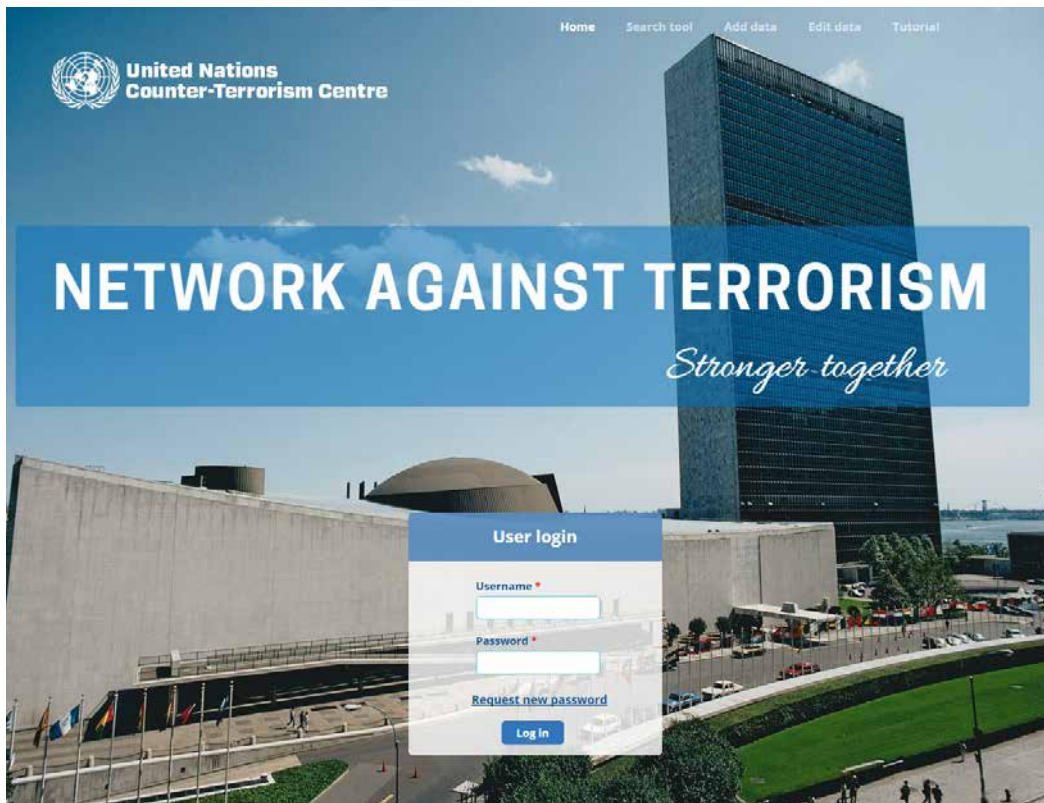 Home Search tool Add data Edit data Tutorial
United Nations
Counter-Terrorism Centre
NETWORK AGAINST TERRORISM
Stronger together
User login
Username *
Password *
Request new password
Log in